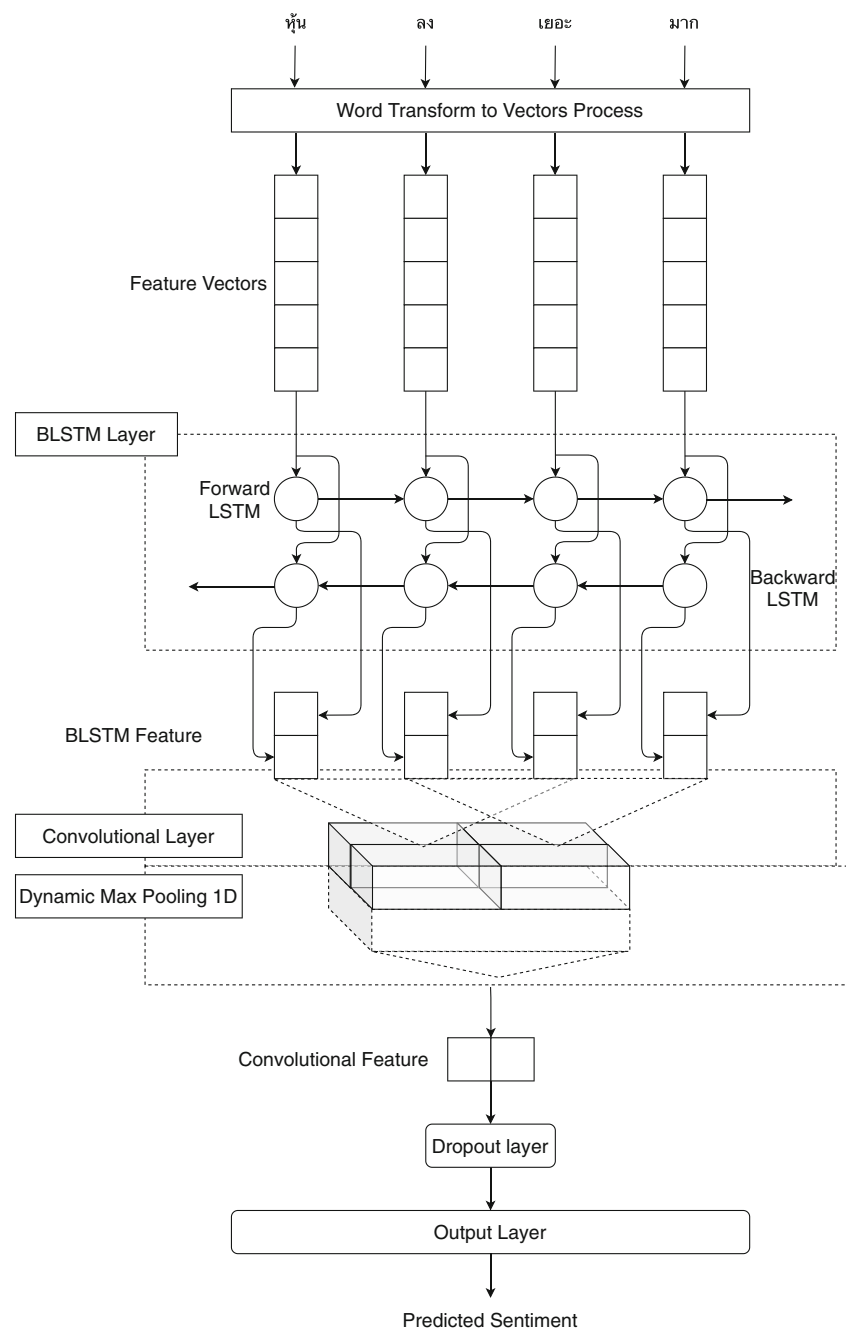 หุ้น ลง เยอะ มาก
Word Transform to Vectors Process
Feature Vectors
BLSTM Layer
Forward
LSTM
Backward
LSTM
BLSTM Feature
Convolutional Layer
Dynamic Max Pooling 1D
Convolutional Feature
Dropout layer
Output Layer
Predicted Sentiment